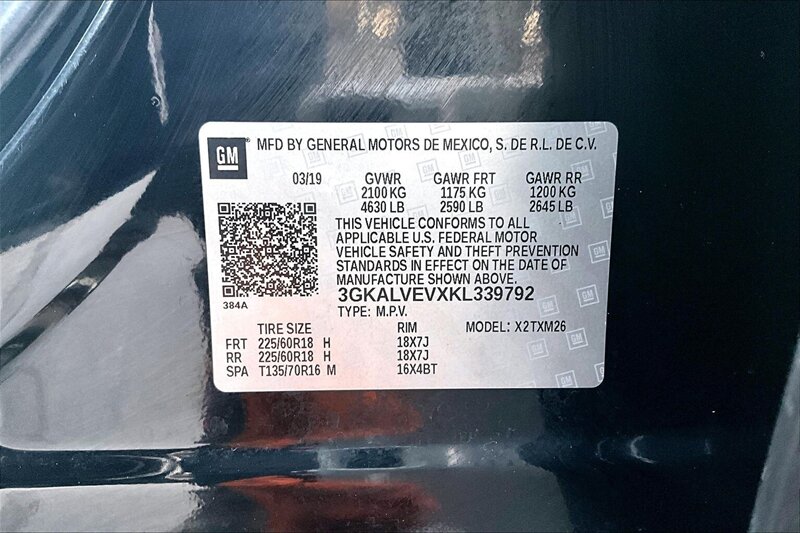 GM
MFD BY GENERAL MOTORS DE MEXICO, S. DE R.L. DE C.V.
03/19 GVWR GAWR FRT GAWR RR
2100 KG 1175 KG 1200 KG
4630 LB 2590 LB 2645 LB
THIS VEHICLE CONFORMS TO ALL
APPLICABLE U.S. FEDERAL MOTOR
VEHICLE SAFETY AND THEFT PREVENTION
STANDARDS IN EFFECT ON THE DATE OF
MANUFACTURE SHOWN ABOVE.
384A
3GKALVEVXKL339792
TYPE: M.P.V.
TIRE SIZE RIM MODEL: X2TXM26
FRT 225/60R18 H 18X7J
RR 225/60R18 H 18X7J
SPA T135/70R16 M 16X4BT